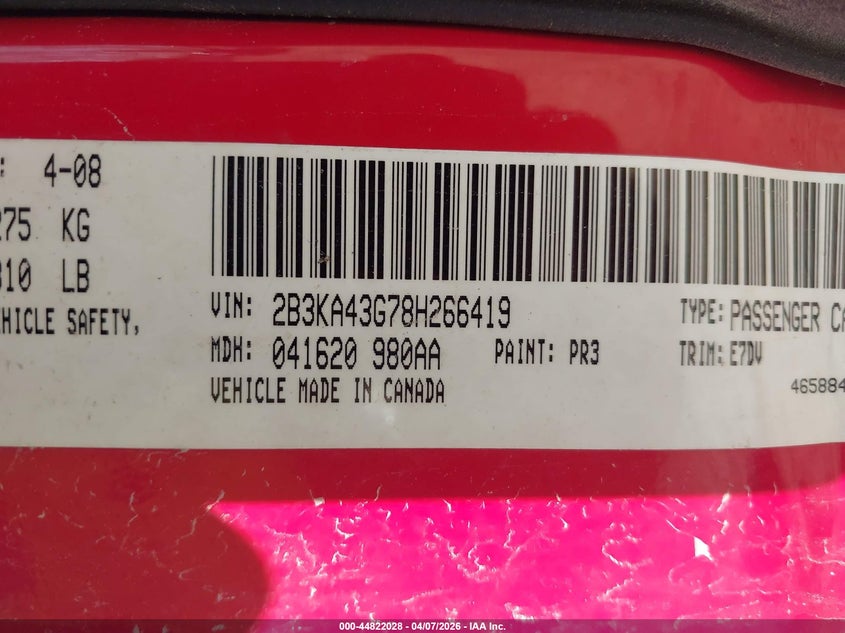 : 4-08
275 KG
810 LB
EHICLE SAFETY,
VIN: 2B3KA43G78H266419
TYPE: PASSENGER CA
MDH: 041620 980AA
PAINT: PR3
TRIM: E7DV
VEHICLE MADE IN CANADA
465884
000-44822028 - 04/07/2026 - IAA Inc.